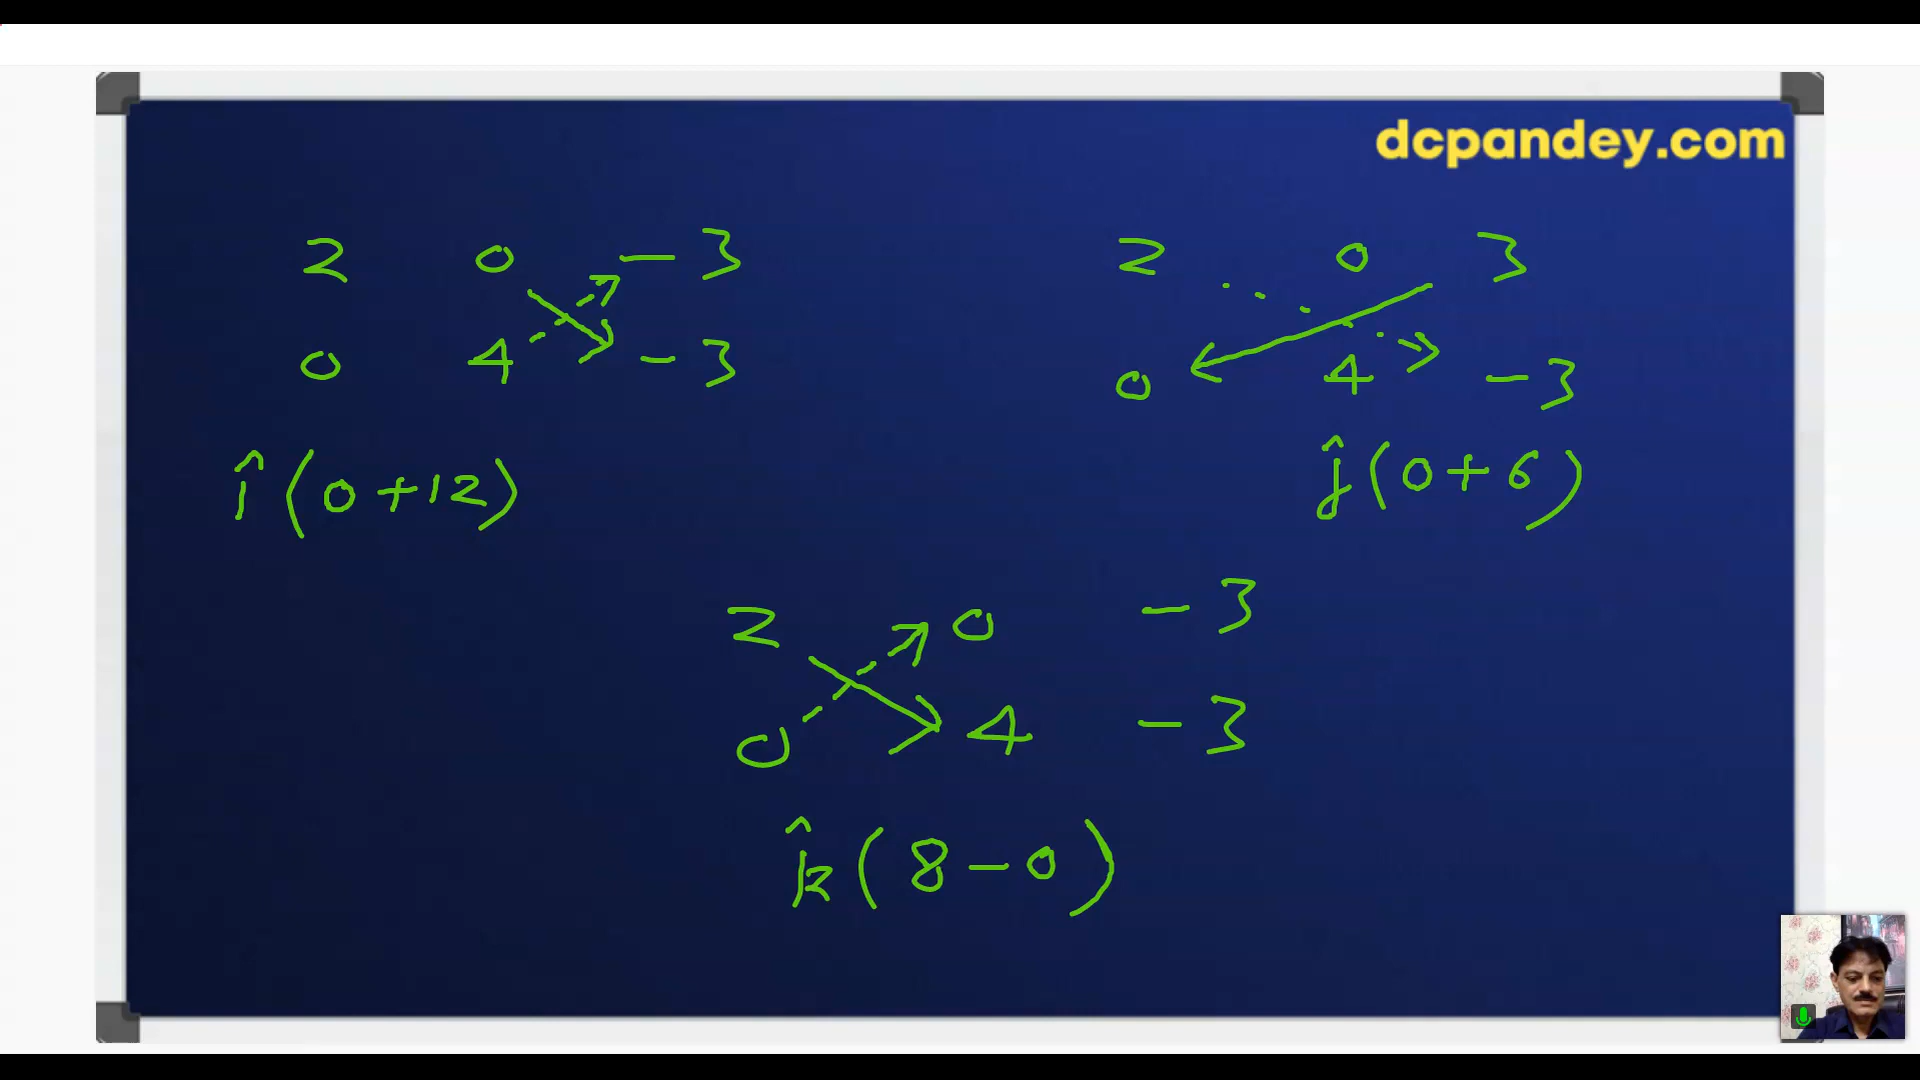 dcpandey.com
2 0 -3
0 4 -3
î (0+12)
2 0 3
0 4 -3
ĵ (0+6)
2 0 -3
0 4 -3
k̂ (8-0)